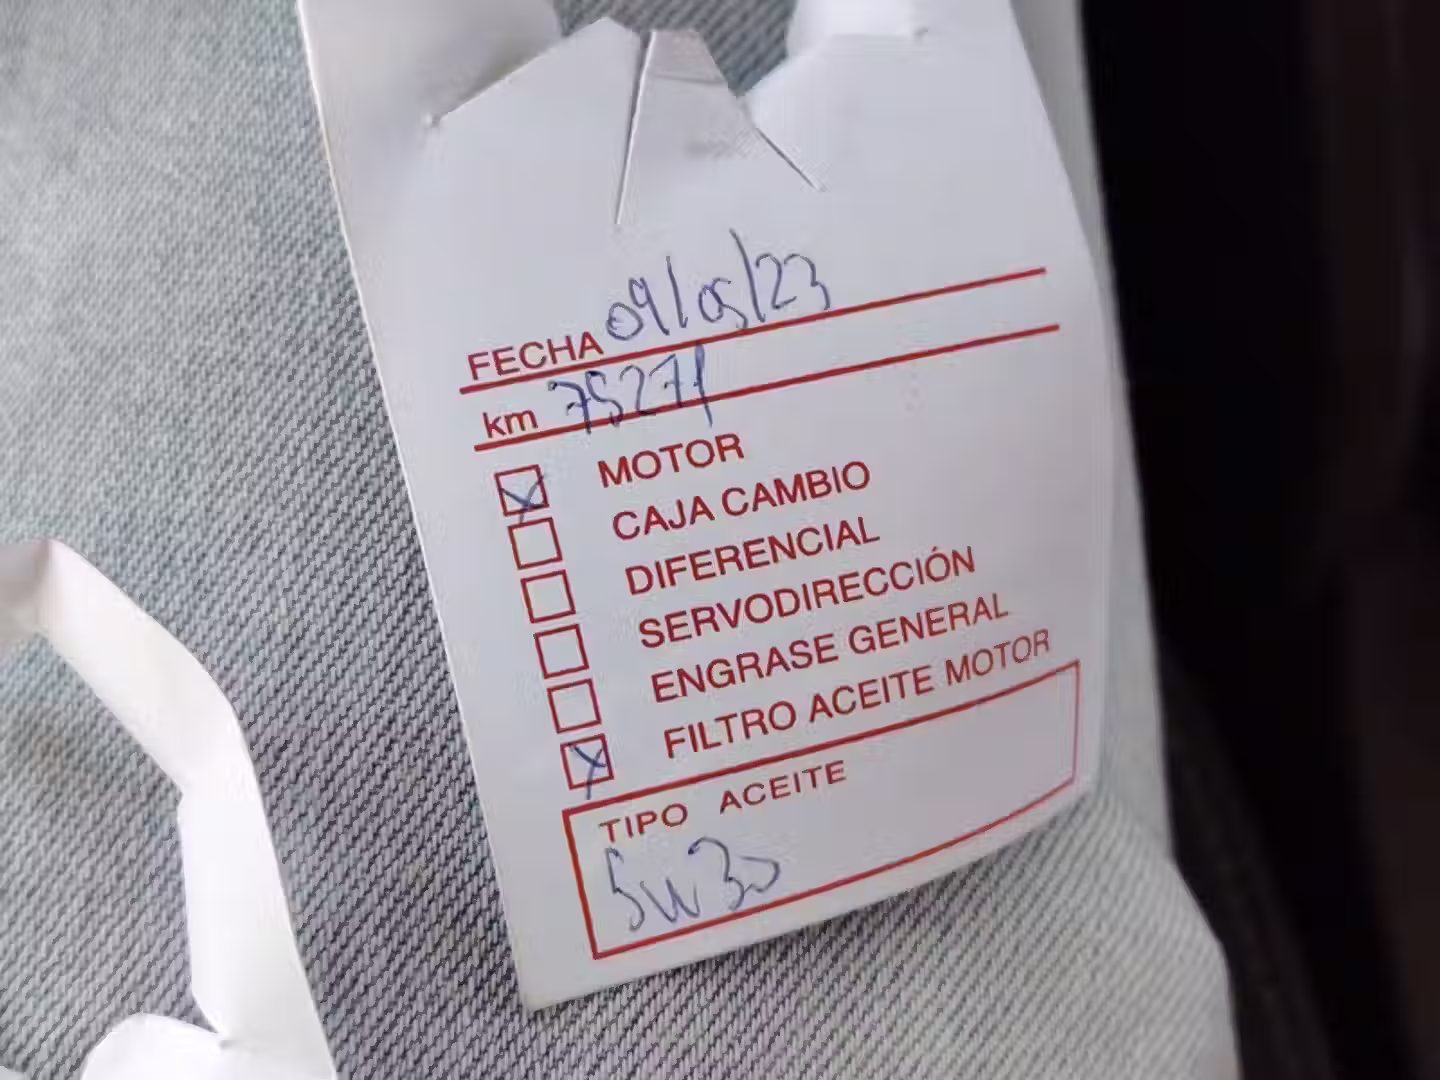 FECHA 09/05/23
km 75271
MOTOR
CAJA CAMBIO
DIFERENCIAL
SERVODIRECCIÓN
ENGRASE GENERAL
FILTRO ACEITE MOTOR
TIPO ACEITE
5W30